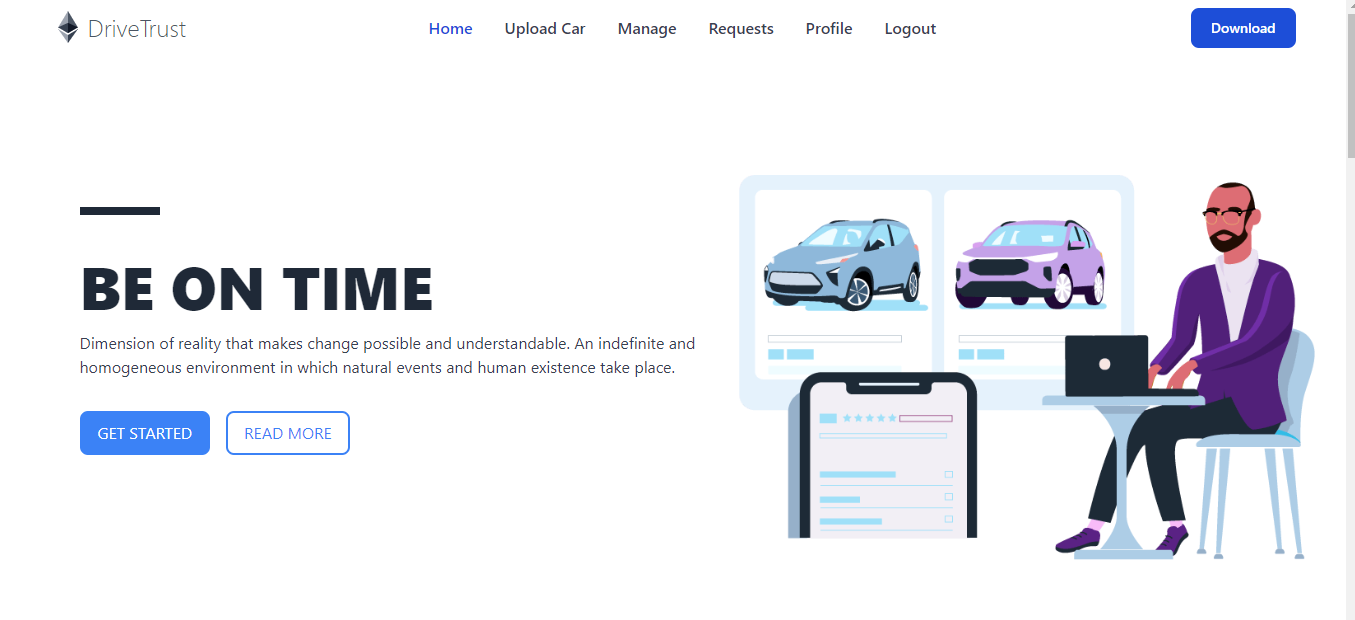 DriveTrust
Home Upload Car Manage Requests Profile Logout
Download
BE ON TIME
Dimension of reality that makes change possible and understandable. An indefinite and
homogeneous environment in which natural events and human existence take place.
GET STARTED READ MORE